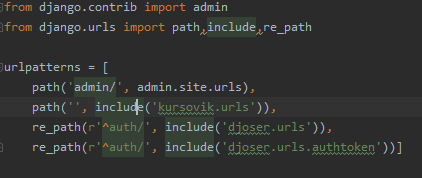 from django.contrib import admin
from django.urls import path,include,re_path
urlpatterns = [
path('admin/', admin.site.urls),
path('', include('kursovik.urls')),
re_path(r'^auth/', include('djoser.urls')),
re_path(r'^auth/', include('djoser.urls.authtoken'))]